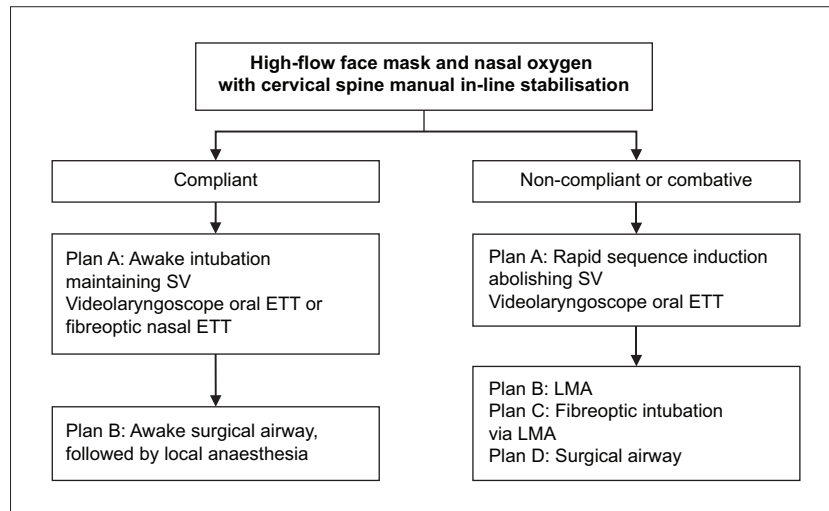 High-flow face mask and nasal oxygen
with cervical spine manual in-line stabilisation
Compliant
Non-compliant or combative
Plan A: Awake intubation
maintaining SV
Videolaryngoscope oral ETT or
fibreoptic nasal ETT
Plan A: Rapid sequence induction
abolishing SV
Videolaryngoscope oral ETT
Plan B: Awake surgical airway,
followed by local anaesthesia
Plan B: LMA
Plan C: Fibreoptic intubation
via LMA
Plan D: Surgical airway